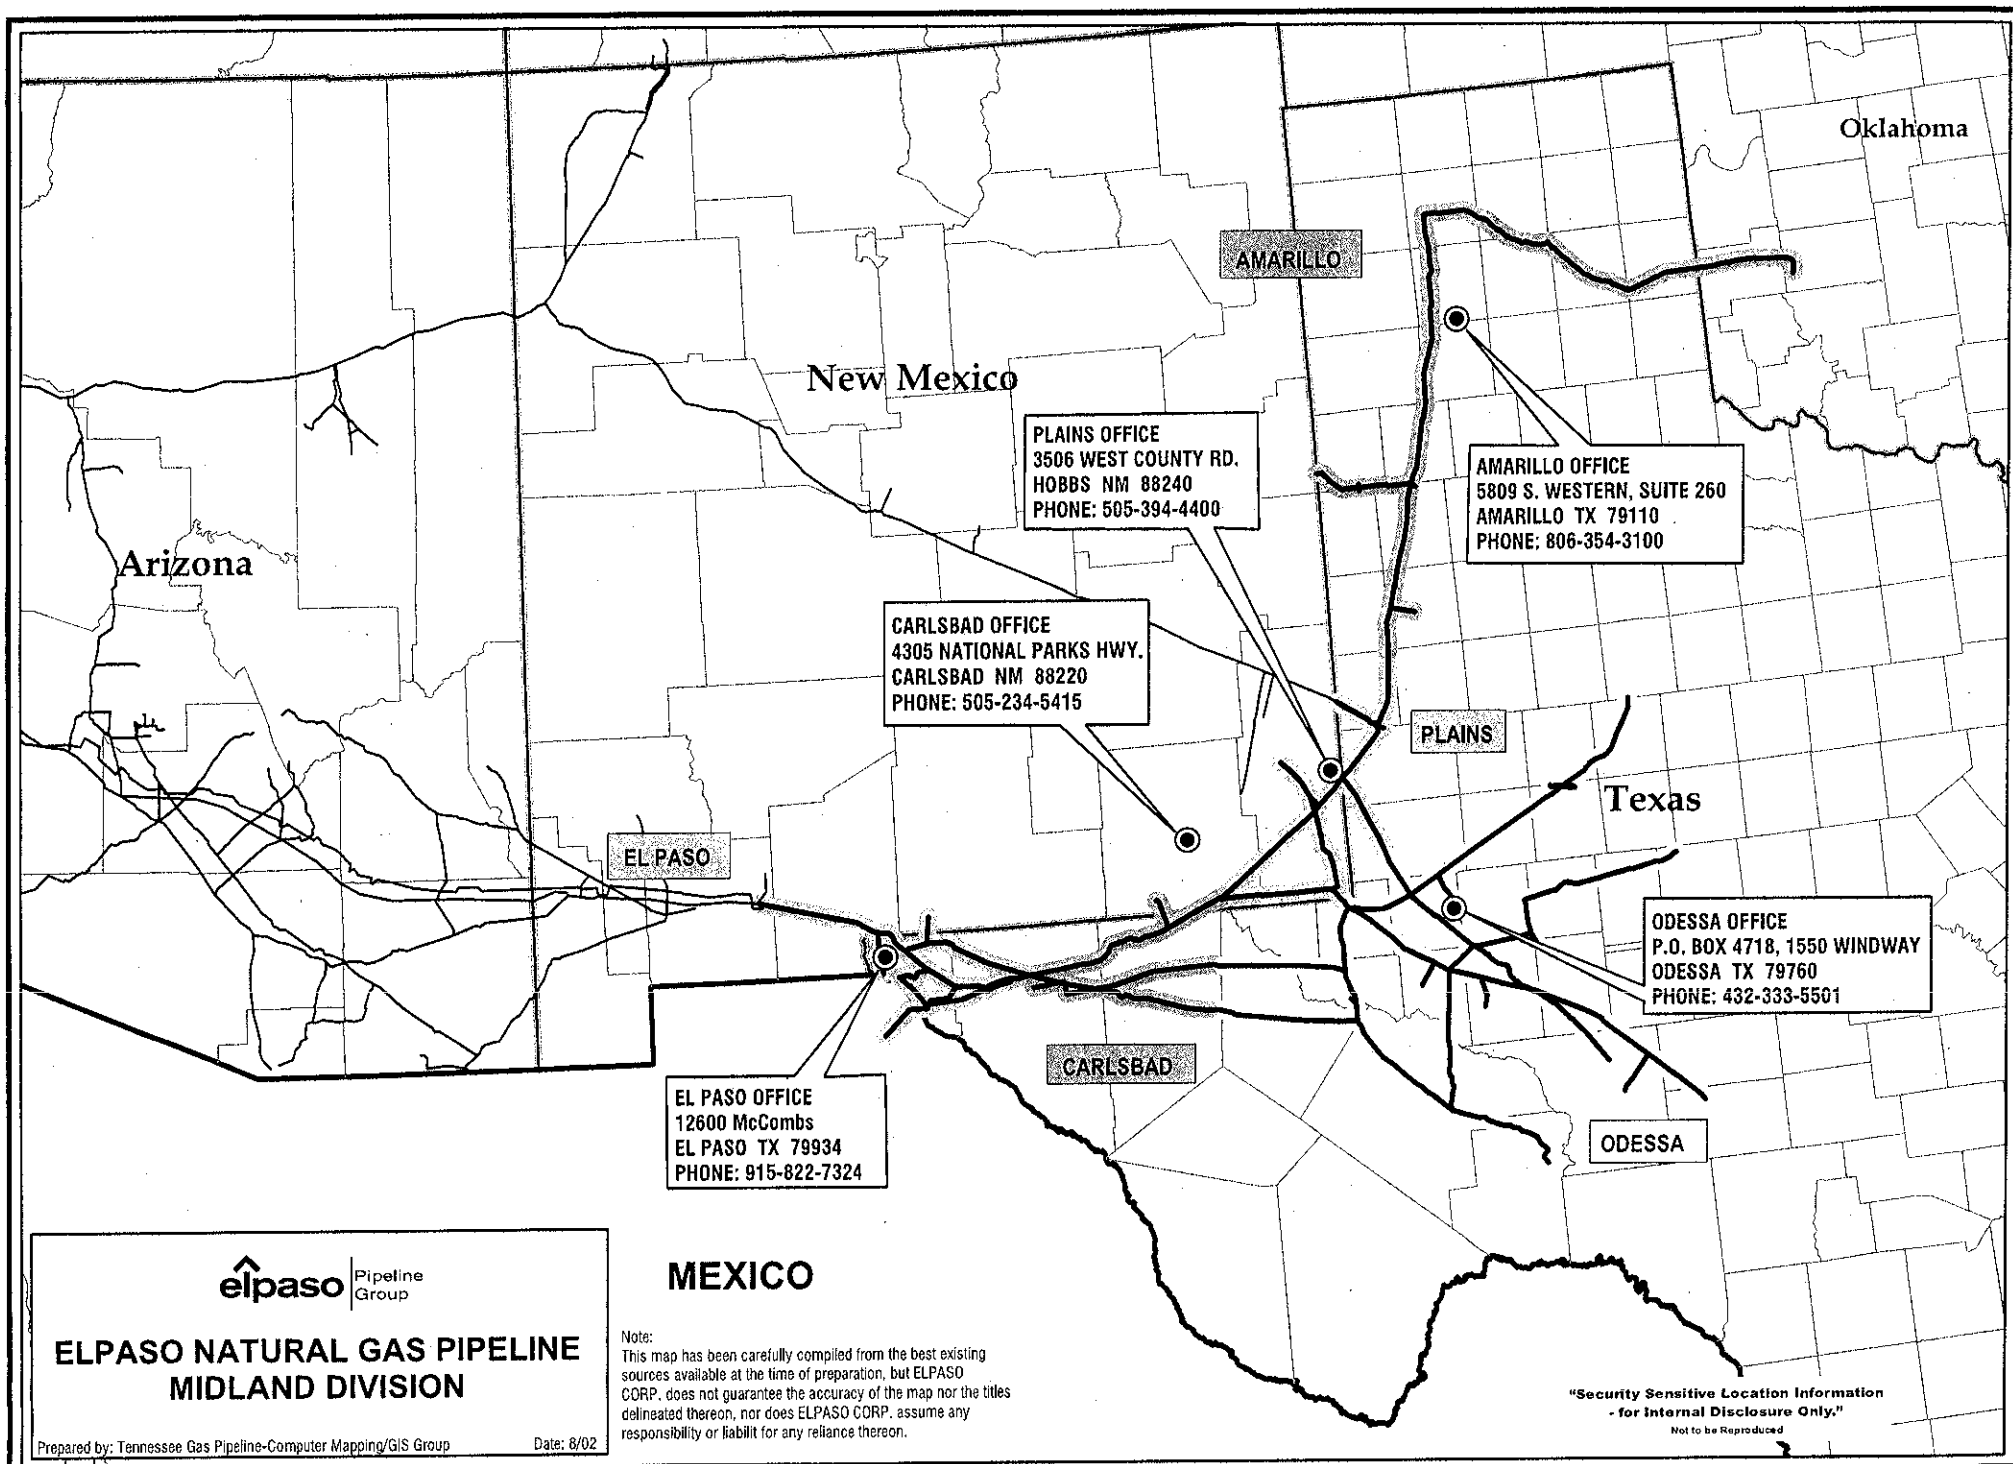 Oklahoma
AMARILLO
New Mexico
PLAINS OFFICE
3506 WEST COUNTY RD.
HOBBS NM 88240
PHONE: 505-394-4400
AMARILLO OFFICE
5809 S. WESTERN, SUITE 260
AMARILLO TX 79110
PHONE: 806-354-3100
Arizona
CARLSBAD OFFICE
4305 NATIONAL PARKS HWY.
CARLSBAD NM 88220
PHONE: 505-234-5415
PLAINS
Texas
EL PASO
ODESSA OFFICE
P.O. BOX 4718, 1550 WINDWAY
ODESSA TX 79760
PHONE: 432-333-5501
CARLSBAD
EL PASO OFFICE
12600 McCombs
EL PASO TX 79934
PHONE: 915-822-7324
ODESSA
elpaso Pipeline
Group
ELPASO NATURAL GAS PIPELINE
MIDLAND DIVISION
Prepared by: Tennessee Gas Pipeline-Computer Mapping/GIS Group Date: 8/02
MEXICO
Note:
This map has been carefully compiled from the best existing
sources available at the time of preparation, but ELPASO
CORP. does not guarantee the accuracy of the map nor the titles
delineated thereon, nor does ELPASO CORP. assume any
responsibility or liabilit for any reliance thereon.
"Security Sensitive Location Information
- for Internal Disclosure Only."
Not to be Reproduced